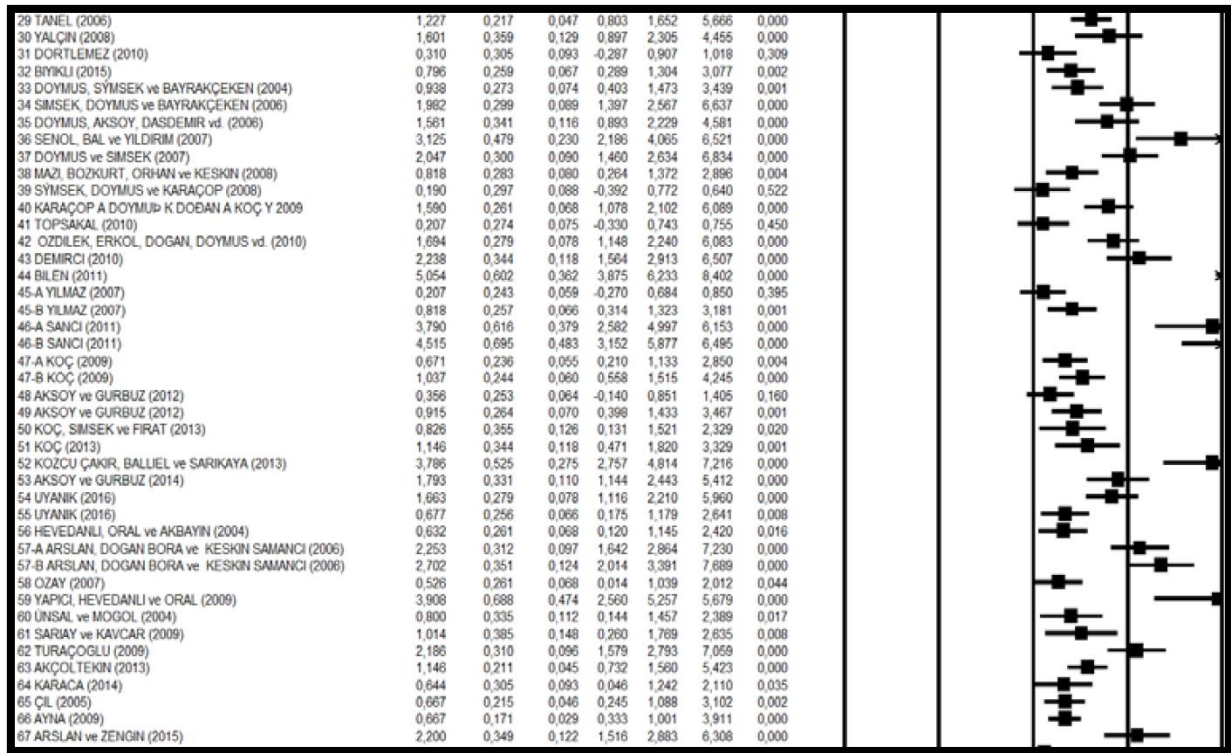 29 TANEL (2006) 1,227 0,217 0,047 0,803 1,652 5,666 0,000
30 YALÇIN (2008) 1,601 0,359 0,129 0,897 2,305 4,455 0,000
31 DORTLEMEZ (2010) 0,310 0,305 0,093 -0,287 0,907 1,018 0,309
32 BIYIKLI (2015) 0,796 0,259 0,067 0,289 1,304 3,077 0,002
33 DOYMUS, SÝMSEK ve BAYRAKÇEKEN (2004) 0,938 0,273 0,074 0,403 1,473 3,439 0,001
34 SIMSEK, DOYMUS ve BAYRAKÇEKEN (2006) 1,982 0,299 0,089 1,397 2,567 6,637 0,000
35 DOYMUS, AKSOY, DASDEMIR vd. (2006) 1,561 0,341 0,116 0,893 2,229 4,581 0,000
36 SENOL, BAL ve YILDIRIM (2007) 3,125 0,479 0,230 2,186 4,065 6,521 0,000
37 DOYMUS ve SIMSEK (2007) 2,047 0,300 0,090 1,460 2,634 6,834 0,000
38 MAZI, BOZKURT, ORHAN ve KESKIN (2008) 0,818 0,283 0,080 0,264 1,372 2,896 0,004
39 SÝMSEK, DOYMUS ve KARAÇOP (2008) 0,190 0,297 0,088 -0,392 0,772 0,640 0,522
40 KARAÇOP A DOYMUÞ K DOÐAN A KOÇ Y 2009 1,590 0,261 0,068 1,078 2,102 6,089 0,000
41 TOPSAKAL (2010) 0,207 0,274 0,075 -0,330 0,743 0,755 0,450
42 OZDILEK, ERKOL, DOGAN, DOYMUS vd. (2010) 1,694 0,279 0,078 1,148 2,240 6,083 0,000
43 DEMIRCI (2010) 2,238 0,344 0,118 1,564 2,913 6,507 0,000
44 BILEN (2011) 5,054 0,602 0,362 3,875 6,233 8,402 0,000
45-A YILMAZ (2007) 0,207 0,243 0,059 -0,270 0,684 0,850 0,395
45-B YILMAZ (2007) 0,818 0,257 0,066 0,314 1,323 3,181 0,001
46-A SANCI (2011) 3,790 0,616 0,379 2,582 4,997 6,153 0,000
46-B SANCI (2011) 4,515 0,695 0,483 3,152 5,877 6,495 0,000
47-A KOÇ (2009) 0,671 0,236 0,055 0,210 1,133 2,850 0,004
47-B KOÇ (2009) 1,037 0,244 0,060 0,558 1,515 4,245 0,000
48 AKSOY ve GURBUZ (2012) 0,356 0,253 0,064 -0,140 0,851 1,405 0,160
49 AKSOY ve GURBUZ (2012) 0,915 0,264 0,070 0,398 1,433 3,467 0,001
50 KOÇ, SIMSEK ve FIRAT (2013) 0,826 0,355 0,126 0,131 1,521 2,329 0,020
51 KOÇ (2013) 1,146 0,344 0,118 0,471 1,820 3,329 0,001
52 KOZCU ÇAKIR, BALLIEL ve SARIKAYA (2013) 3,786 0,525 0,275 2,757 4,814 7,216 0,000
53 AKSOY ve GURBUZ (2014) 1,793 0,331 0,110 1,144 2,443 5,412 0,000
54 UYANIK (2016) 1,663 0,279 0,078 1,116 2,210 5,960 0,000
55 UYANIK (2016) 0,677 0,256 0,066 0,175 1,179 2,641 0,008
56 HEVEDANLI, ORAL ve AKBAYIN (2004) 0,632 0,261 0,068 0,120 1,145 2,420 0,016
57-A ARSLAN, DOGAN BORA ve KESKIN SAMANCI (2006) 2,253 0,312 0,097 1,642 2,864 7,230 0,000
57-B ARSLAN, DOGAN BORA ve KESKIN SAMANCI (2006) 2,702 0,351 0,124 2,014 3,391 7,689 0,000
58 OZAY (2007) 0,526 0,261 0,068 0,014 1,039 2,012 0,044
59 YAPICI, HEVEDANLI ve ORAL (2009) 3,908 0,688 0,474 2,560 5,257 5,679 0,000
60 ÜNSAL ve MOGOL (2004) 0,800 0,335 0,112 0,144 1,457 2,389 0,017
61 SARIAY ve KAVCAR (2009) 1,014 0,385 0,148 0,260 1,769 2,635 0,008
62 TURAÇOGLU (2009) 2,186 0,310 0,096 1,579 2,793 7,059 0,000
63 AKÇOLTEKIN (2013) 1,146 0,211 0,045 0,732 1,560 5,423 0,000
64 KARACA (2014) 0,644 0,305 0,093 0,046 1,242 2,110 0,035
65 ÇIL (2005) 0,667 0,215 0,046 0,245 1,088 3,102 0,002
66 AYNA (2009) 0,667 0,171 0,029 0,333 1,001 3,911 0,000
67 ARSLAN ve ZENGIN (2015) 2,200 0,349 0,122 1,516 2,883 6,308 0,000